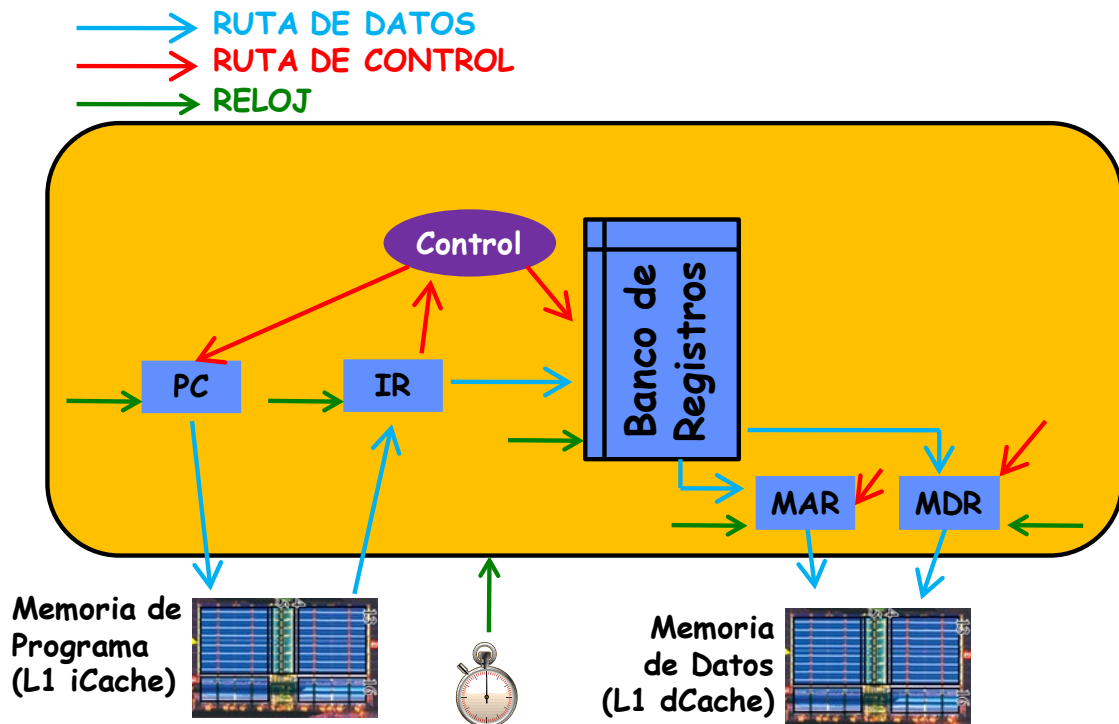 RUTA DE DATOS
RUTA DE CONTROL
RELOJ
Control
Banco de
Registros
PC
IR
MAR
MDR
Memoria de
Programa
(L1 iCache)
Memoria
de Datos
(L1 dCache)